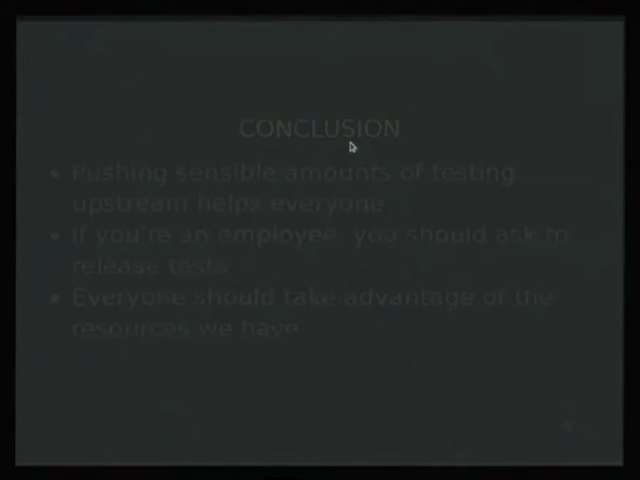 CONCLUSION
• Pushing sensible amounts of testing
upstream helps everyone.
• If you're an employee, you should ask to
release tests
• Everyone should take advantage of the
resources we have